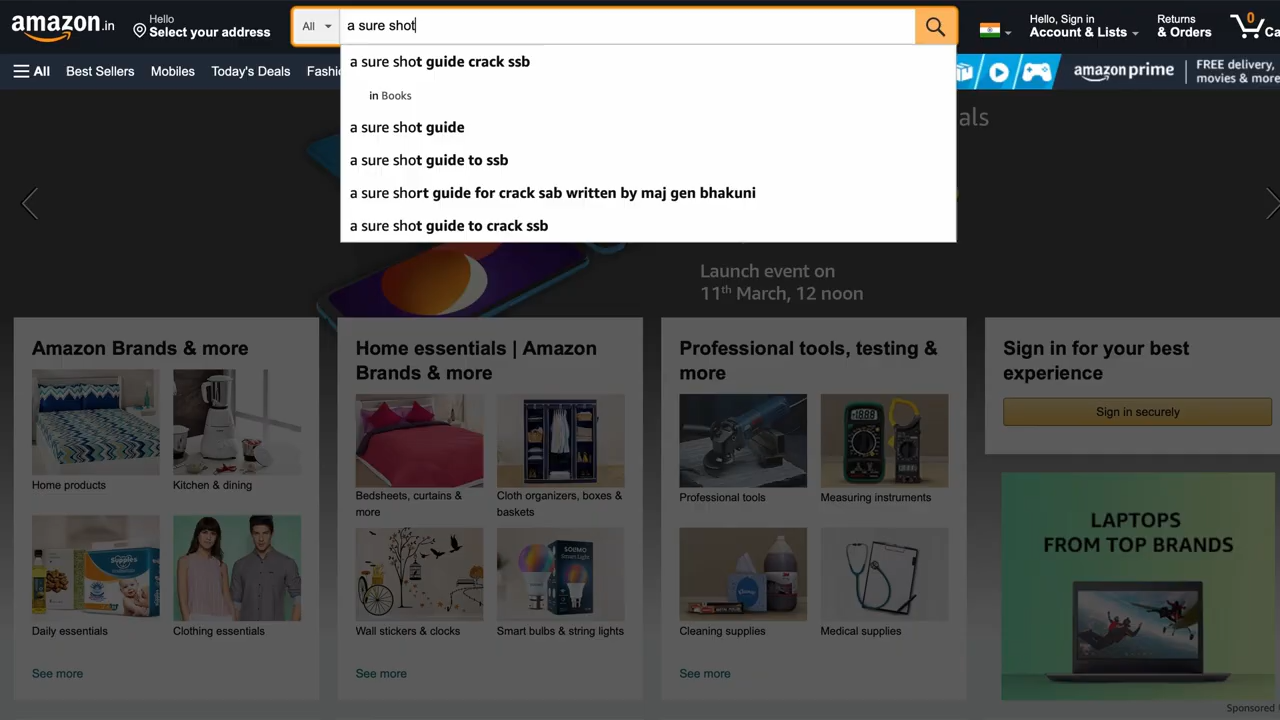 amazon.in
Hello
Select your address
All
a sure shot
Hello, Sign in
Account & Lists
Returns
& Orders
0
Ca
All
Best Sellers
Mobiles
Today's Deals
Fashi
amazon prime
FREE delivery,
movies & more
a sure shot guide crack ssb
in Books
a sure shot guide
a sure shot guide to ssb
a sure short guide for crack sab written by maj gen bhakuni
a sure shot guide to crack ssb
als
Launch event on
11th March, 12 noon
Amazon Brands & more
Home products
Kitchen & dining
Daily essentials
Clothing essentials
See more
Home essentials | Amazon
Brands & more
Bedsheets, curtains &
more
Cloth organizers, boxes &
baskets
Wall stickers & clocks
Smart bulbs & string lights
See more
Professional tools, testing &
more
Professional tools
Measuring instruments
Cleaning supplies
Medical supplies
See more
Sign in for your best
experience
Sign in securely
LAPTOPS
FROM TOP BRANDS
Sponsored